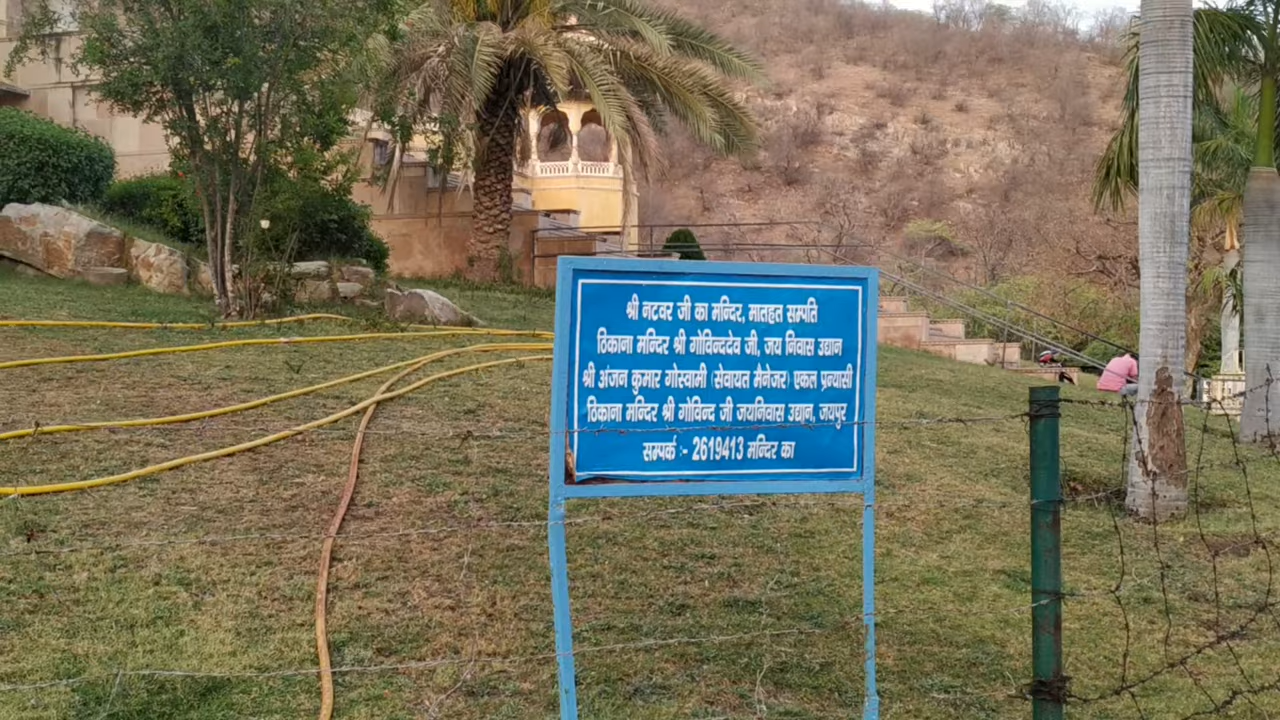 श्री नटवर जी का मन्दिर, मातहत सम्पति
ठिकाना मन्दिर श्री गोविन्ददेव जी, जय निवास उद्यान
श्री अंजन कुमार गोस्वामी (सेवायत मैनेजर) एकल प्रन्यासी
ठिकाना मन्दिर श्री गोविन्द जी जयनिवास उद्यान, जयपुर
सम्पर्क :- 2619413 मन्दिर का